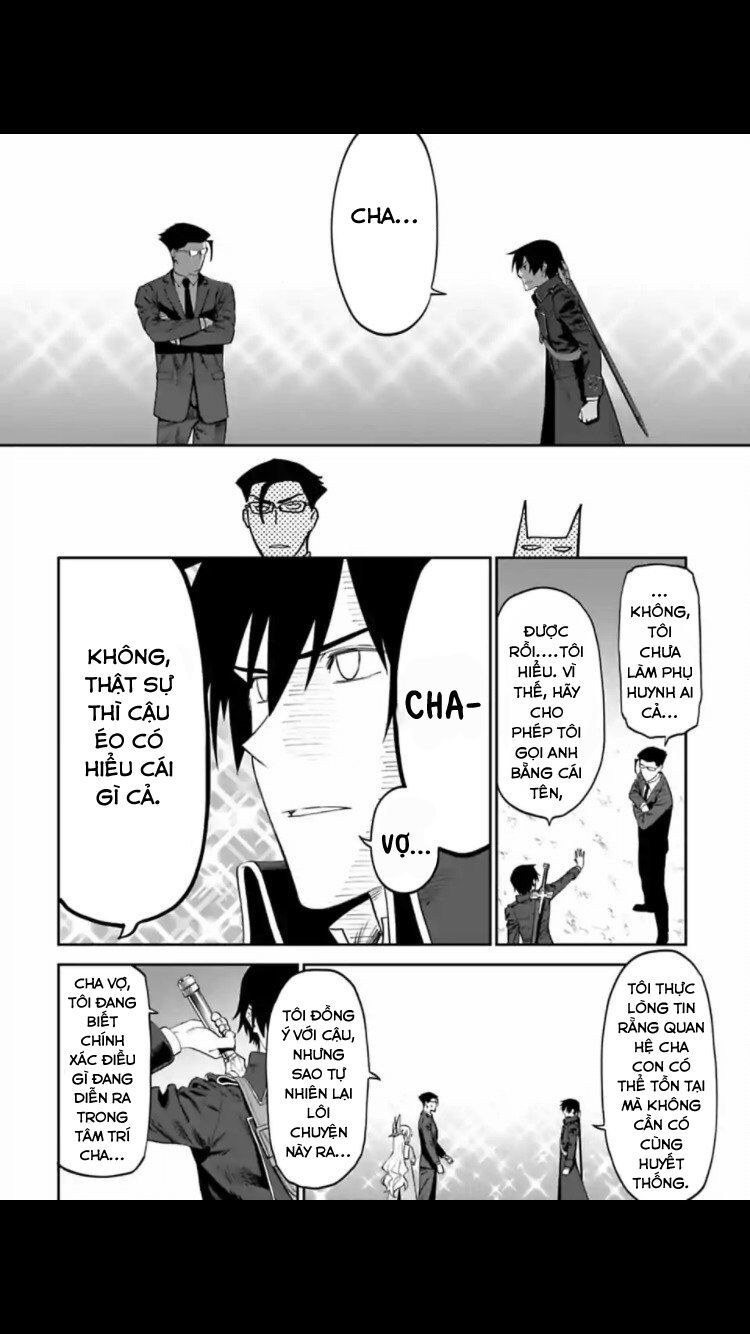 CHA...
...
KHÔNG,
TÔI
CHƯA
LÀM PHỤ
HUYNH AI
CẢ...
ĐƯỢC
RỒI....TÔI
HIỂU. VÌ
THẾ, HÃY
CHO
PHÉP TÔI
GỌI ANH
BẰNG CÁI
TÊN,
CHA-
VỢ...
KHÔNG,
THẬT SỰ
THÌ CẬU
ÉO CÓ
HIỂU CÁI
GÌ CẢ.
TÔI THỰC
LÒNG TIN
RẰNG QUAN
HỆ CHA
CON CÓ
THỂ TỒN TẠI
MÀ KHÔNG
CẦN CÓ
CÙNG
HUYẾT
THỐNG.
TÔI ĐỒNG
Ý VỚI CẬU,
NHƯNG
SAO TỰ
NHIÊN LẠI
LÔI
CHUYỆN
NÀY RA...
CHA VỢ,
TÔI ĐANG
BIẾT
CHÍNH
XÁC ĐIỀU
GÌ ĐANG
DIỄN RA
TRONG
TÂM TRÍ
CHA...